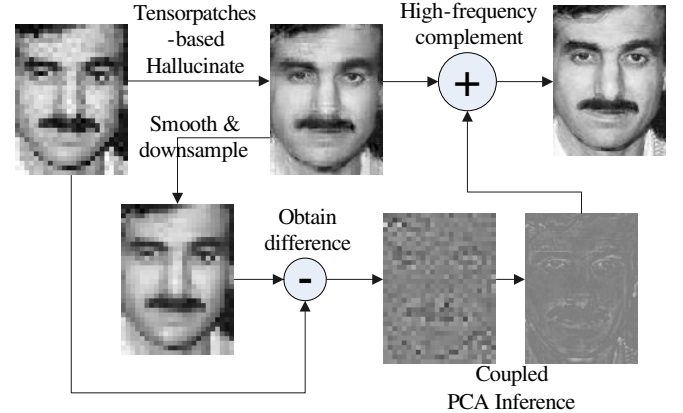 Tensorpatches
-based
Hallucinate
High-frequency
complement
+
Smooth &
downsample
Obtain
difference
-
Coupled
PCA Inference